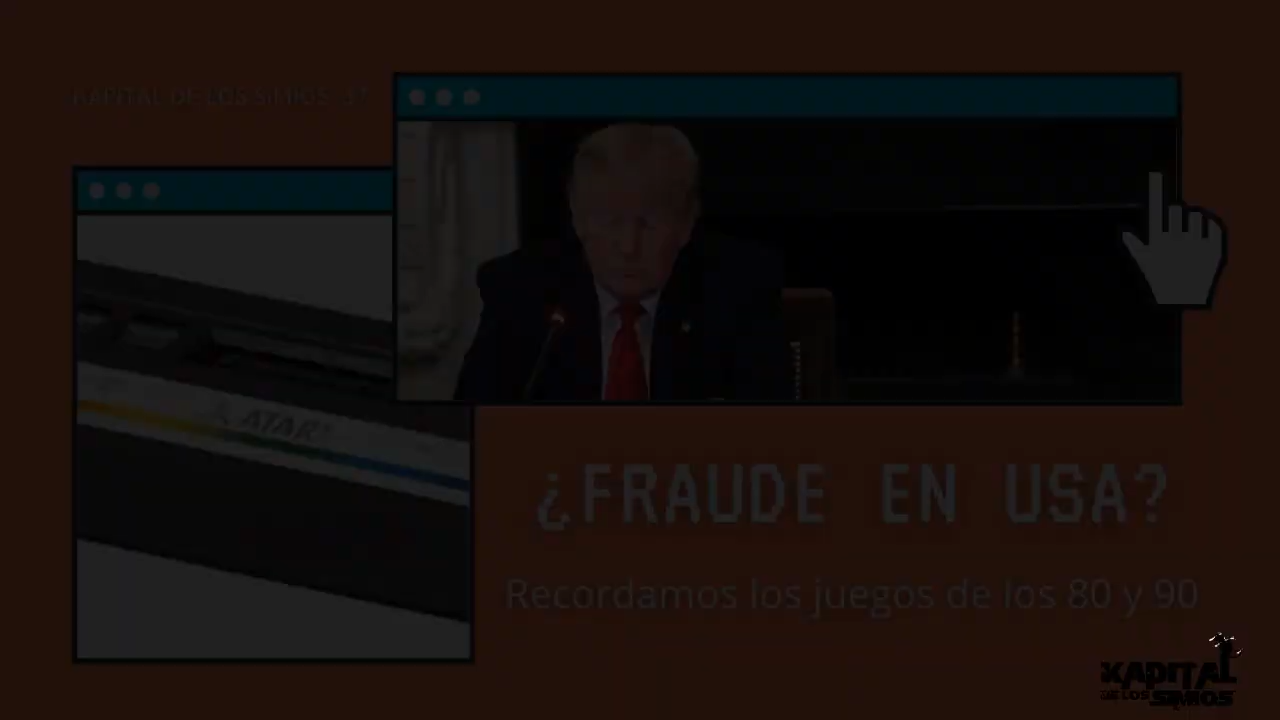 KAPITAL DE LOS SIMIOS 37
ATARI
¿FRAUDE EN USA?
Recordamos los juegos de los 80 y 90
KAPITAL
DE LOS SIMIOS